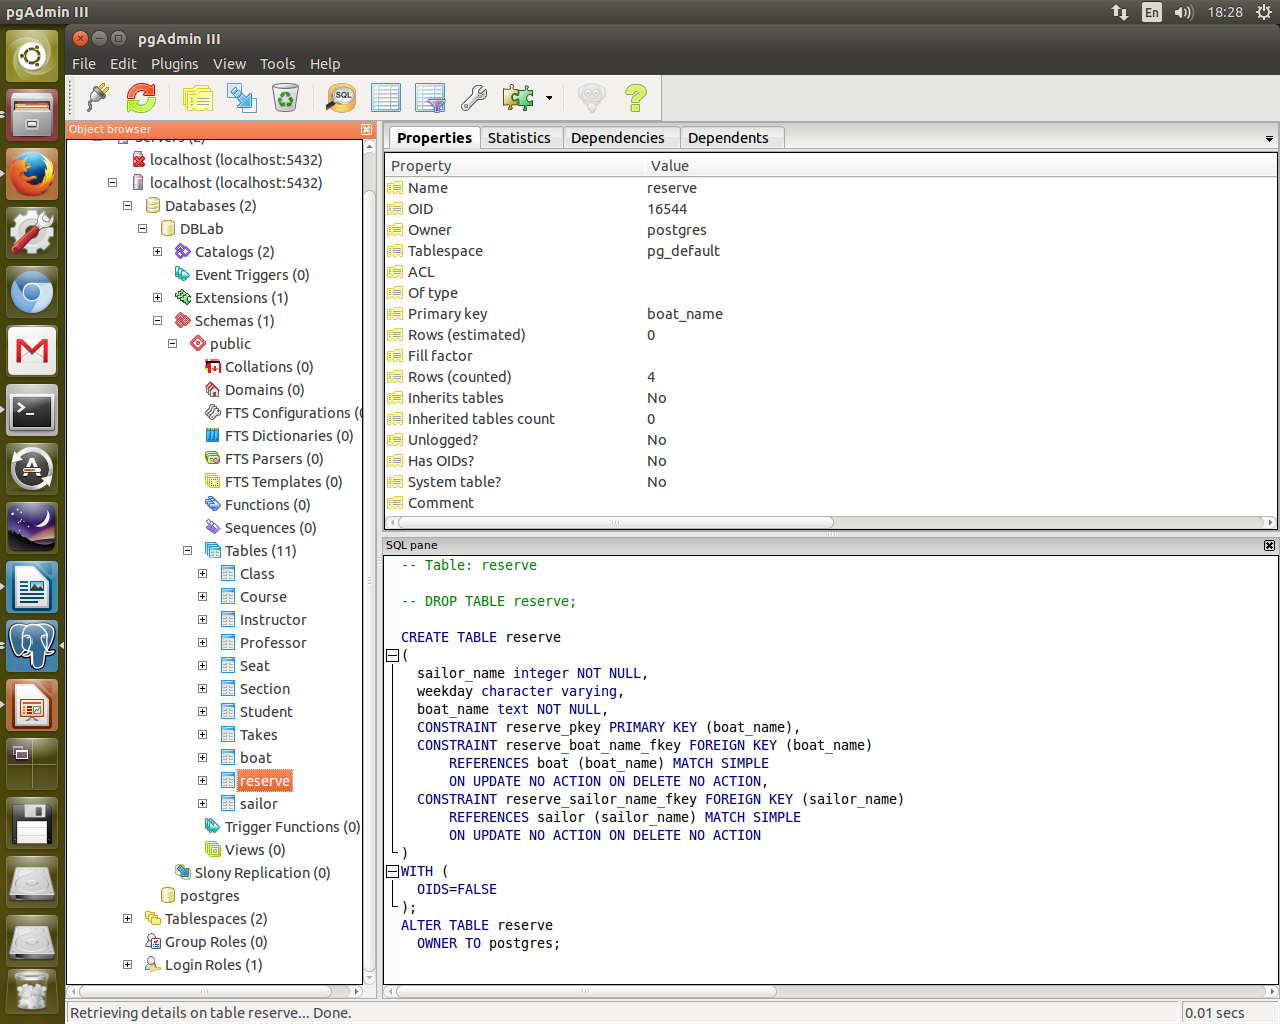 pgAdmin III
En
18:28
pgAdmin III
File Edit Plugins View Tools Help
SQL
Object browser
localhost (localhost:5432)
localhost (localhost:5432)
Databases (2)
DBLab
Catalogs (2)
Event Triggers (0)
Extensions (1)
Schemas (1)
public
Collations (0)
Domains (0)
FTS Configurations (
FTS Dictionaries (0)
FTS Parsers (0)
FTS Templates (0)
Functions (0)
Sequences (0)
Tables (11)
Class
Course
Instructor
Professor
Seat
Section
Student
Takes
boat
reserve
sailor
Trigger Functions (0)
Views (0)
Slony Replication (0)
postgres
Tablespaces (2)
Group Roles (0)
Login Roles (1)
Properties Statistics Dependencies Dependents
Property Value
Name reserve
OID 16544
Owner postgres
Tablespace pg_default
ACL
Of type
Primary key boat_name
Rows (estimated) 0
Fill factor
Rows (counted) 4
Inherits tables No
Inherited tables count 0
Unlogged? No
Has OIDs? No
System table? No
Comment
SQL pane
-- Table: reserve
-- DROP TABLE reserve;
CREATE TABLE reserve
(
sailor_name integer NOT NULL,
weekday character varying,
boat_name text NOT NULL,
CONSTRAINT reserve_pkey PRIMARY KEY (boat_name),
CONSTRAINT reserve_boat_name_fkey FOREIGN KEY (boat_name)
REFERENCES boat (boat_name) MATCH SIMPLE
ON UPDATE NO ACTION ON DELETE NO ACTION,
CONSTRAINT reserve_sailor_name_fkey FOREIGN KEY (sailor_name)
REFERENCES sailor (sailor_name) MATCH SIMPLE
ON UPDATE NO ACTION ON DELETE NO ACTION
)
WITH (
OIDS=FALSE
);
ALTER TABLE reserve
OWNER TO postgres;
Retrieving details on table reserve... Done.
0.01 secs